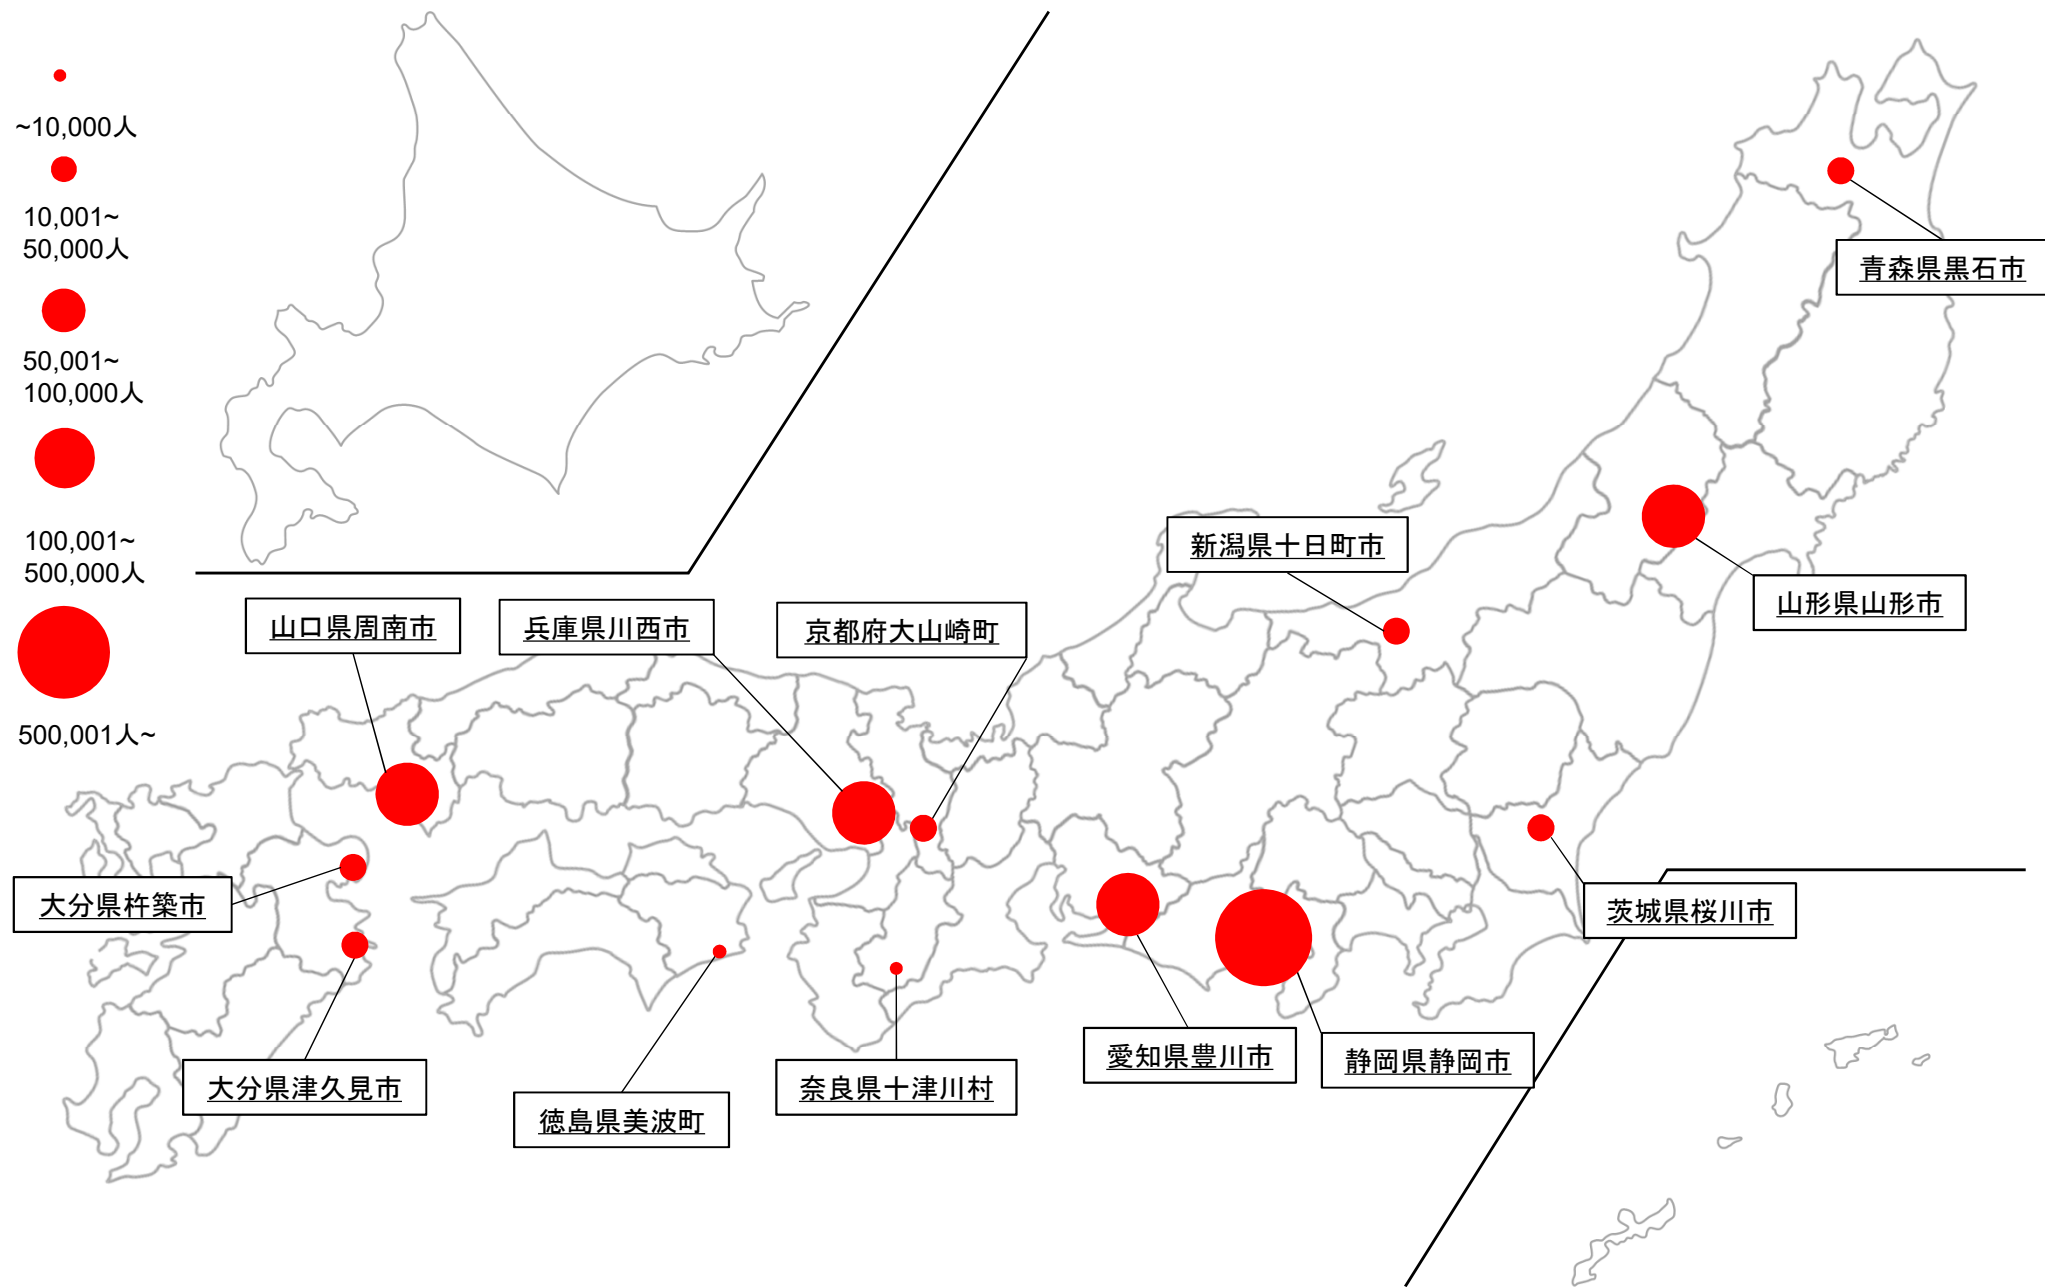 ~10,000人
10,001~
50,000人
50,001~
100,000人
100,001~
500,000人
500,001人~
青森県黒石市
新潟県十日町市
山形県山形市
山口県周南市
兵庫県川西市
京都府大山崎町
大分県杵築市
茨城県桜川市
大分県津久見市
徳島県美波町
奈良県十津川村
愛知県豊川市
静岡県静岡市